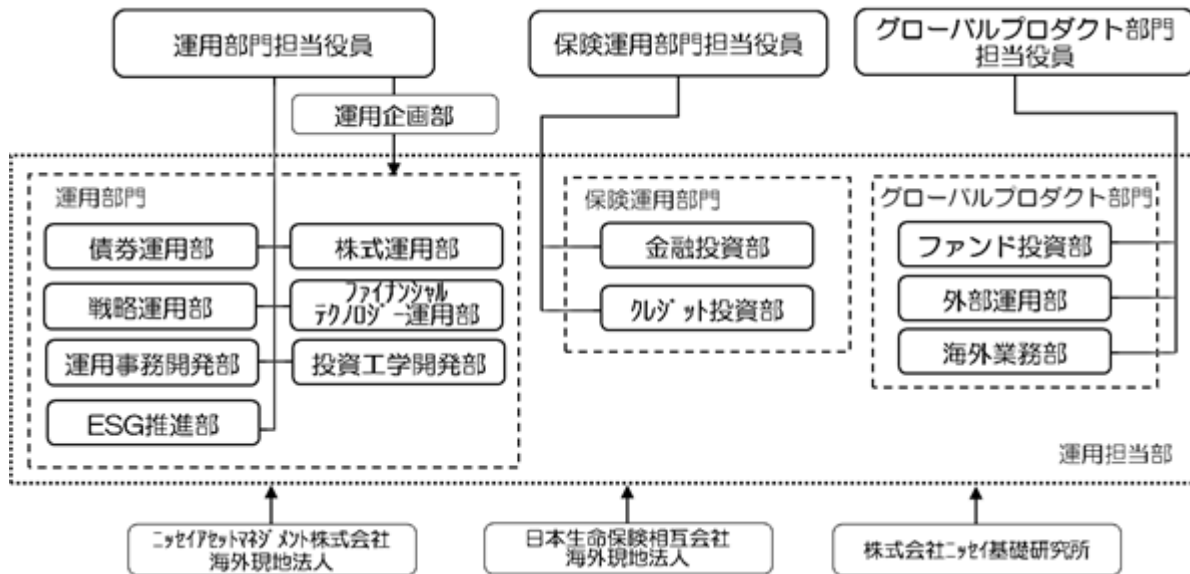 運用部門担当役員
保険運用部門担当役員
グローバルプロダクト部門
担当役員
運用企画部
運用部門
債券運用部
株式運用部
戦略運用部
ファイナンシャル
テクノロジー運用部
運用事務開発部
投資工学開発部
ESG推進部
保険運用部門
金融投資部
クレジット投資部
グローバルプロダクト部門
ファンド投資部
外部運用部
海外業務部
運用担当部
ニッセイアセットマネジメント株式会社
海外現地法人
日本生命保険相互会社
海外現地法人
株式会社ニッセイ基礎研究所